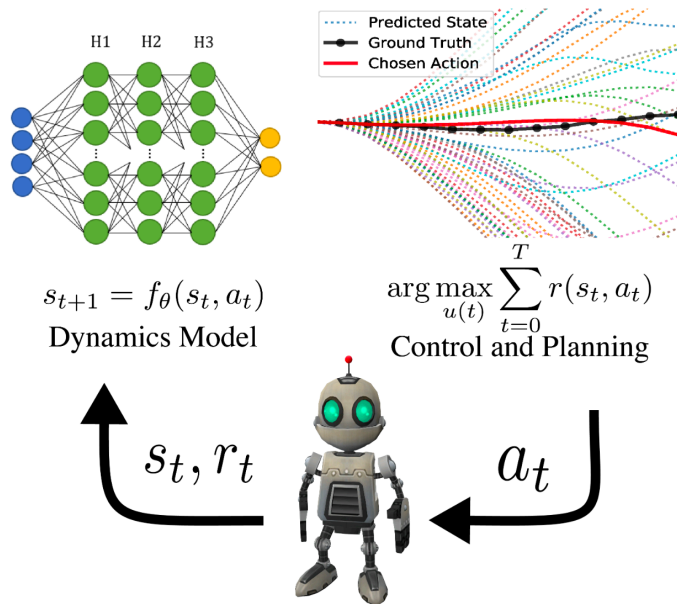 H1 H2 H3
Predicted State
Ground Truth
Chosen Action
s_{t+1} = f_θ(s_t, a_t)
Dynamics Model
arg max_{u(t)} ∑_{t=0}^{T} r(s_t, a_t)
Control and Planning
s_t, r_t
a_t